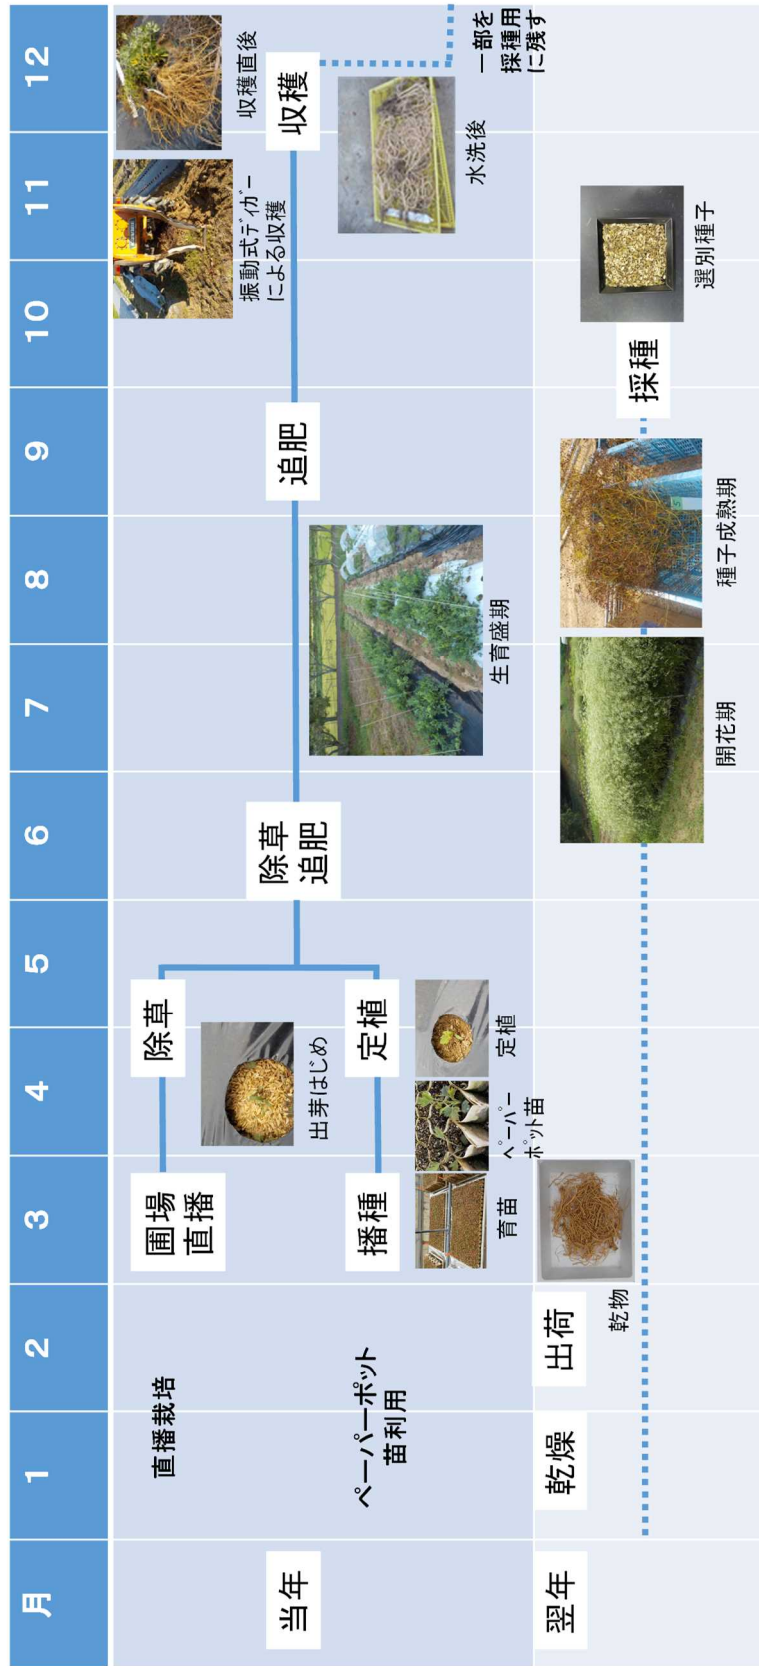 月
1
2
3
4
5
6
7
8
9
10
11
12
当年
直播栽培
圃場
直播
除草
出芽はじめ
ペーパーポット
苗利用
播種
育苗
ペーパー
ポット苗
定植
定植
除草
追肥
生育盛期
追肥
振動式ディガー
による収穫
収穫直後
収穫
水洗後
一部を
採種用
に残す
翌年
乾燥
出荷
乾物
開花期
種子成熟期
採種
選別種子